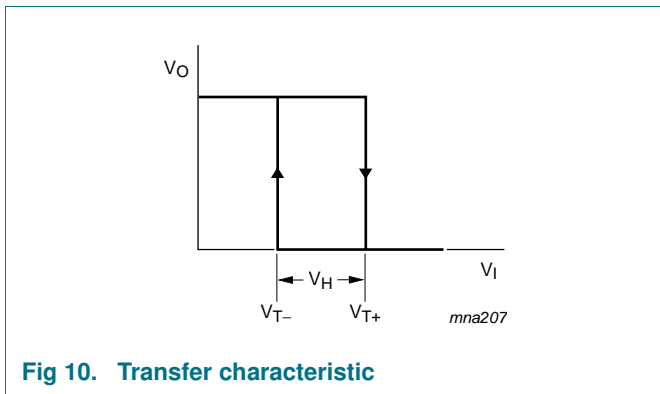 VO
VI
VH
VT−
VT+
mna207
Fig 10. Transfer characteristic